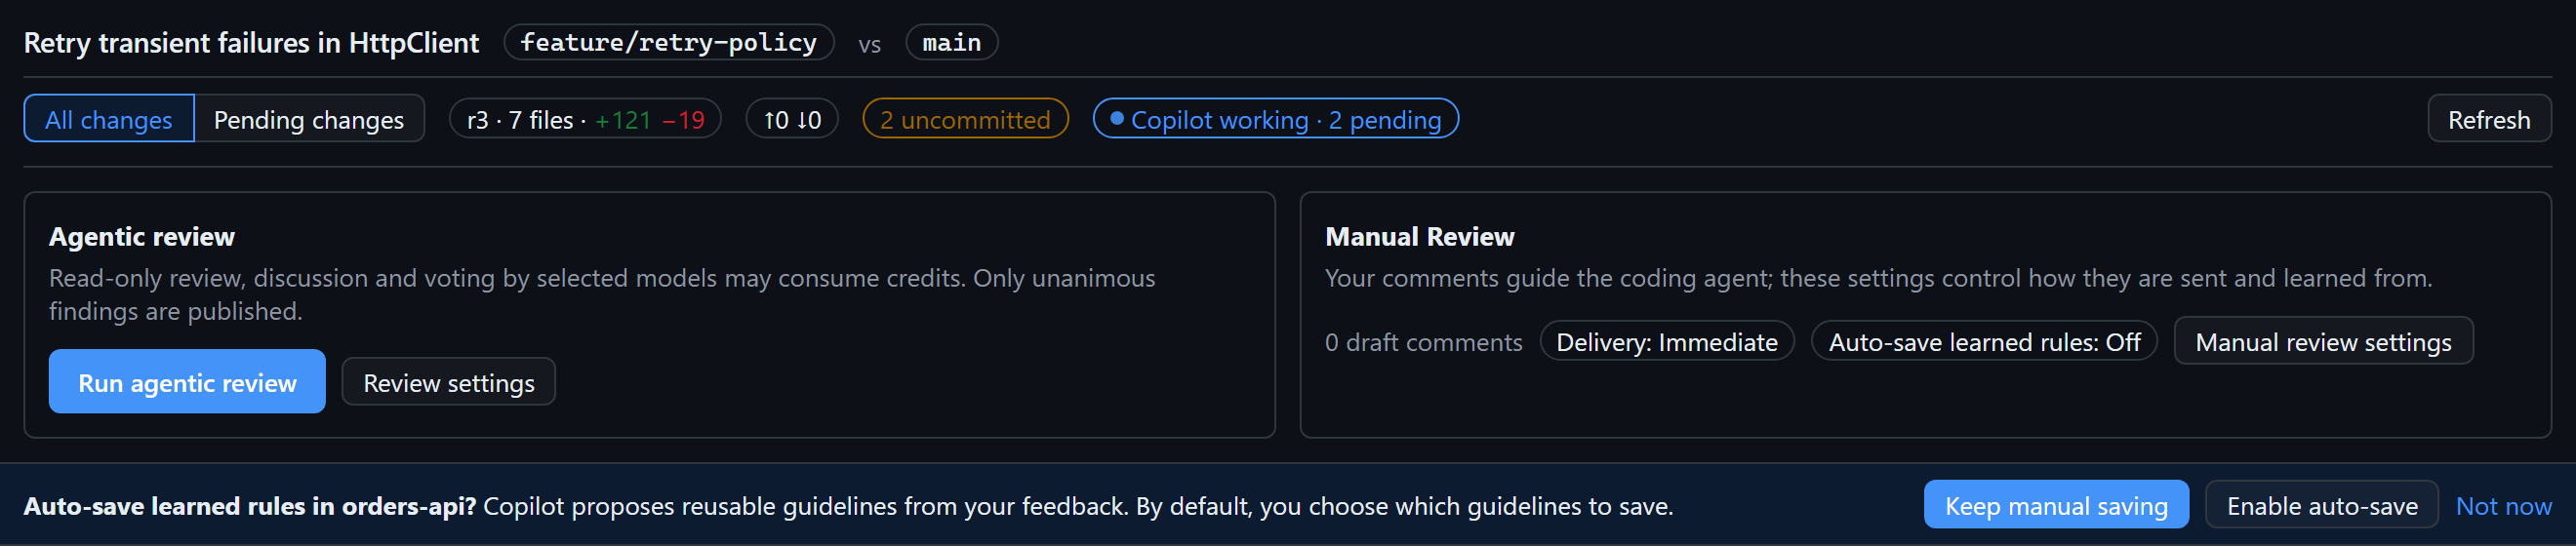 Retry transient failures in HttpClient feature/retry-policy vs main
All changes Pending changes r3 · 7 files · +121 −19 ↑0 ↓0 2 uncommitted Copilot working · 2 pending Refresh
Agentic review
Read-only review, discussion and voting by selected models may consume credits. Only unanimous
findings are published.
Run agentic review Review settings
Manual Review
Your comments guide the coding agent; these settings control how they are sent and learned from.
0 draft comments Delivery: Immediate Auto-save learned rules: Off Manual review settings
Auto-save learned rules in orders-api? Copilot proposes reusable guidelines from your feedback. By default, you choose which guidelines to save. Keep manual saving Enable auto-save Not now